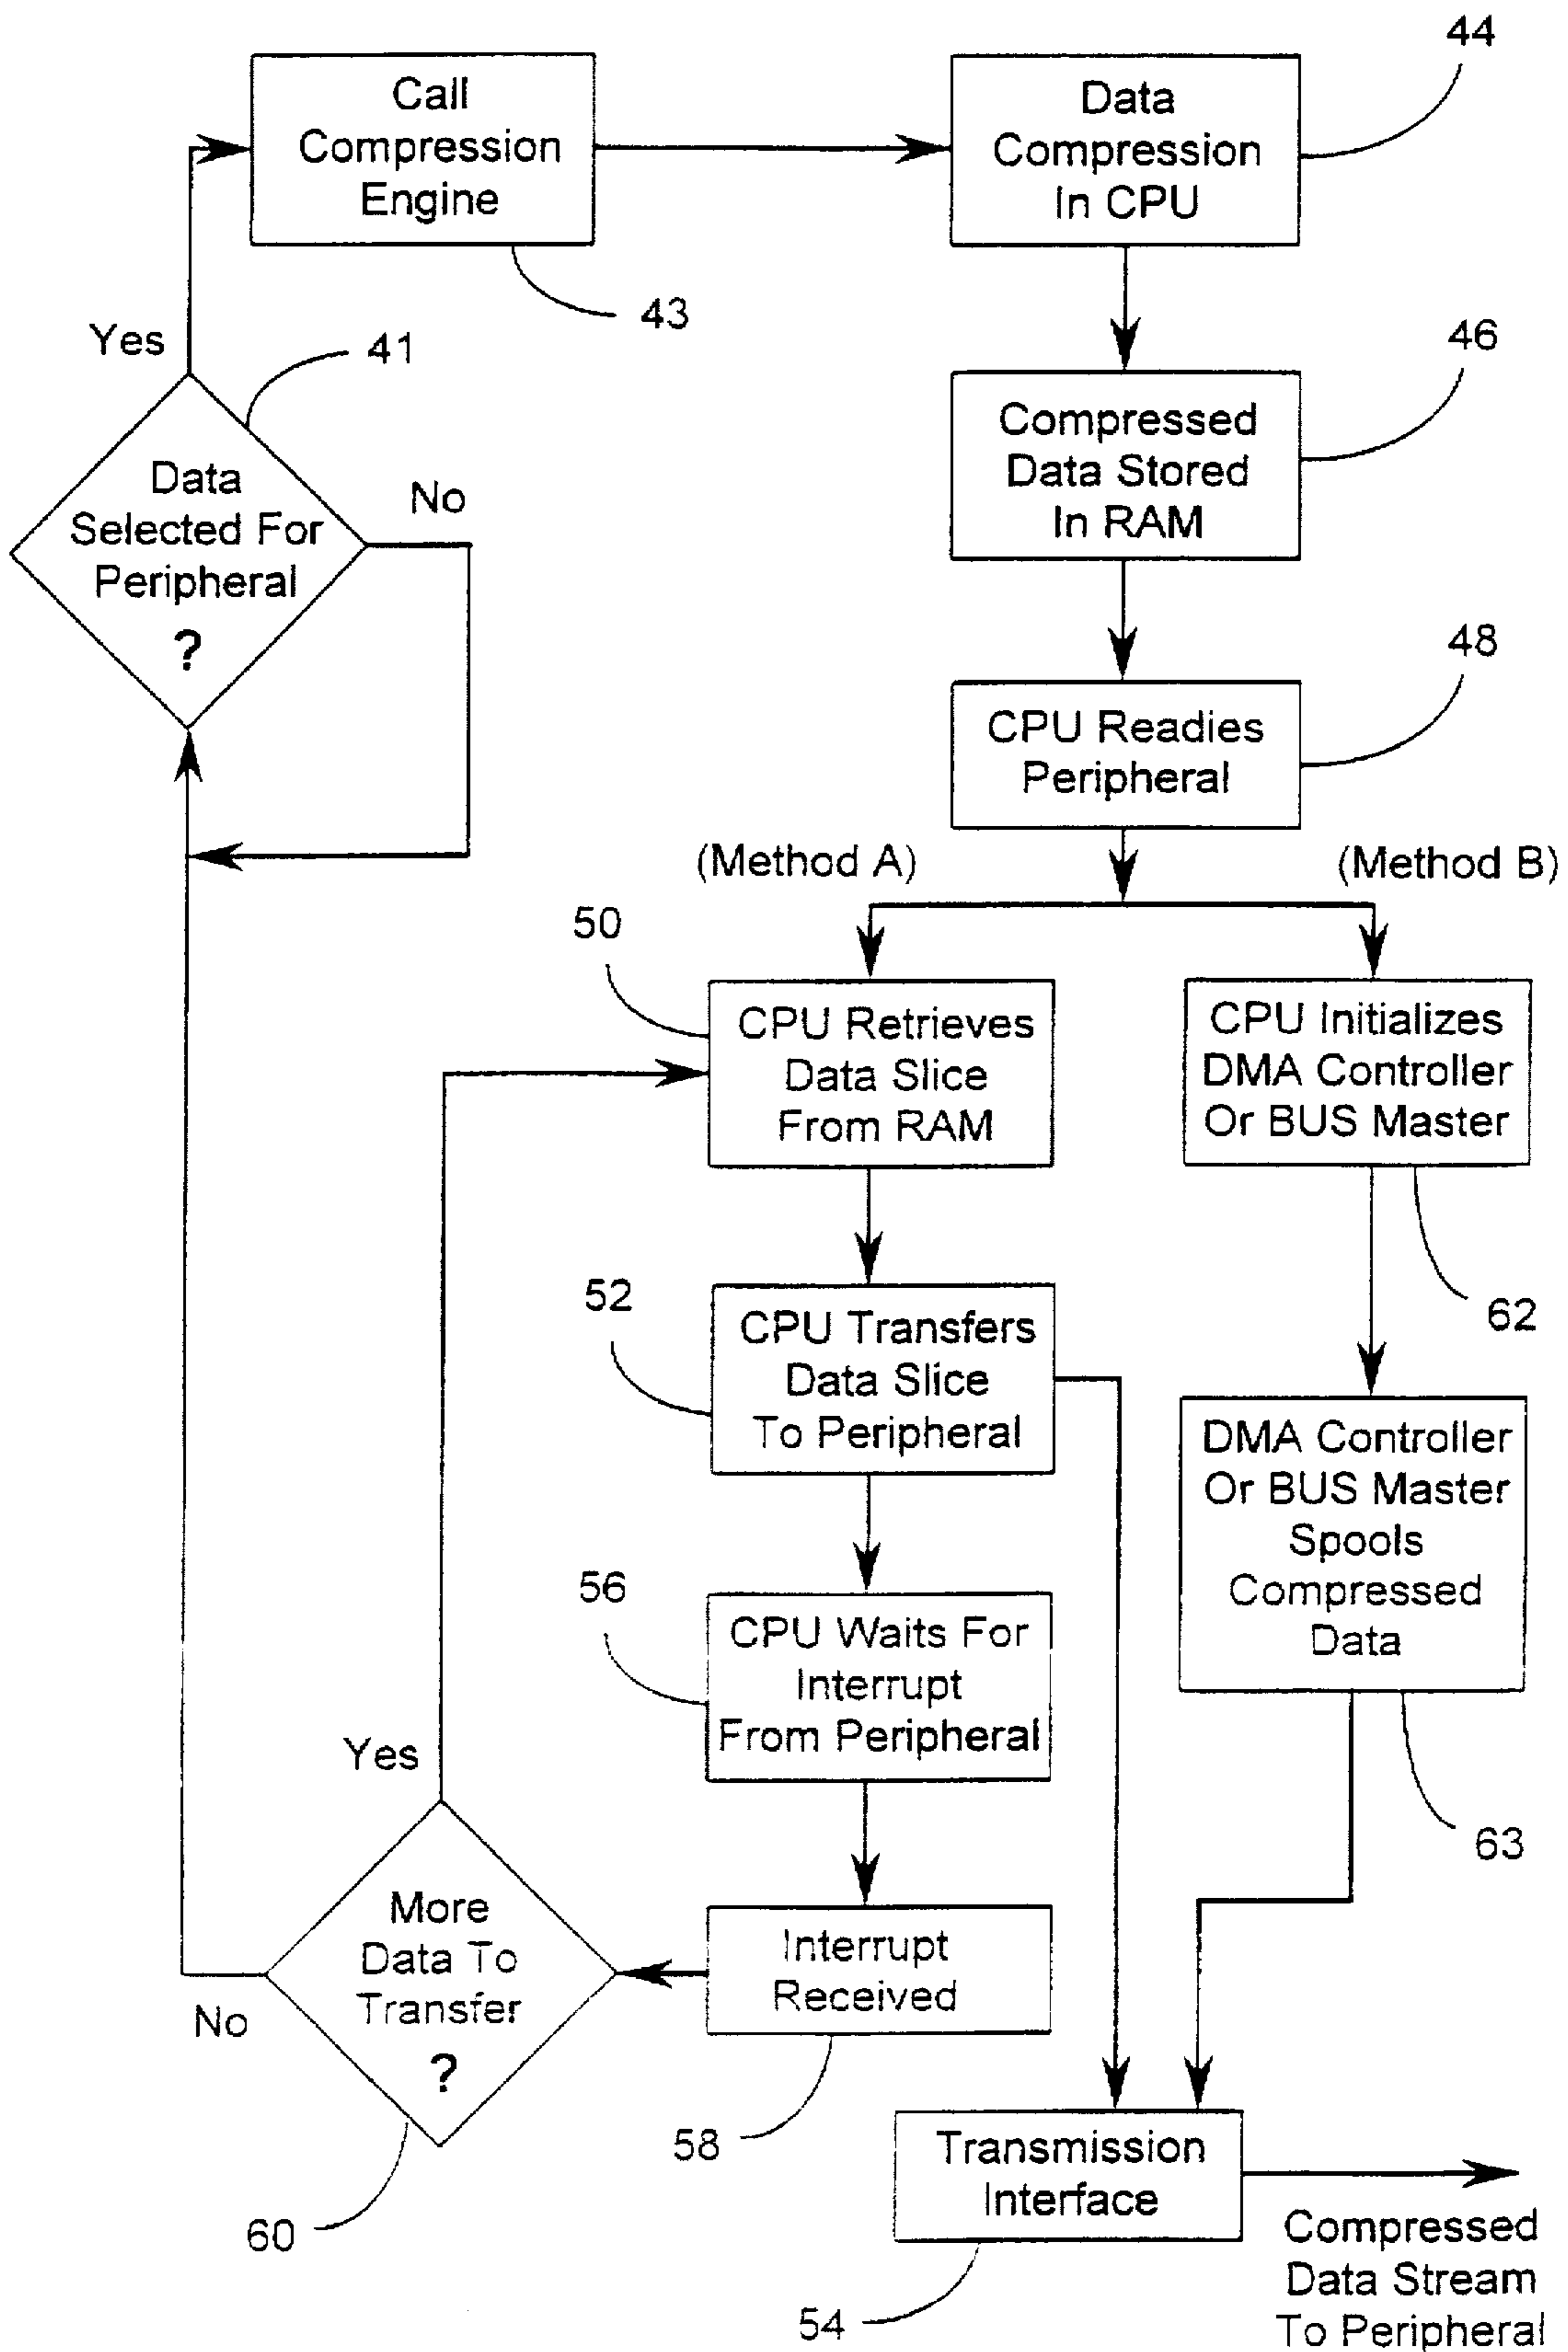 44
Call
Compression
Engine
Data
Compression
In CPU
43
Yes
41
46
Compressed
Data Stored
In RAM
Data
Selected For
Peripheral
?
No
48
CPU Readies
Peripheral
(Method A)
(Method B)
50
CPU Retrieves
Data Slice
From RAM
CPU Initializes
DMA Controller
Or BUS Master
52
62
CPU Transfers
Data Slice
To Peripheral
DMA Controller
Or BUS Master
Spools
Compressed
Data
56
CPU Waits For
Interrupt
From Peripheral
Yes
63
More
Data To
Transfer
?
No
Interrupt
Received
58
60
Transmission
Interface
54
Compressed
Data Stream
To Peripheral